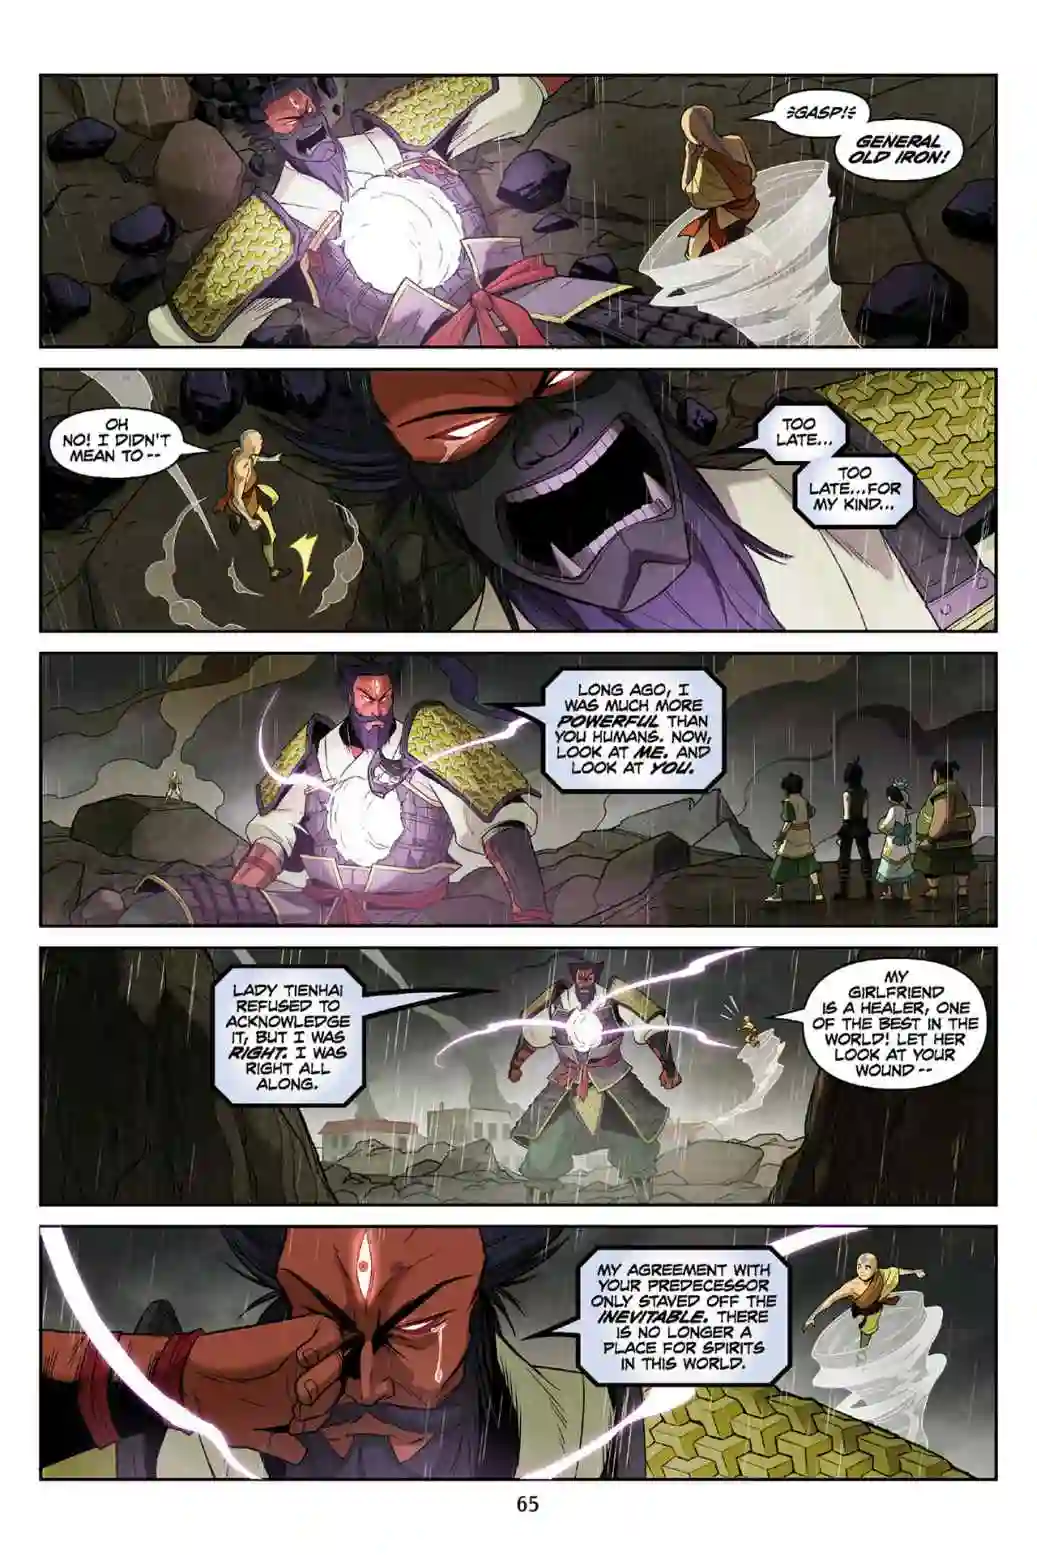 GASP!
GENERAL
OLD IRON!
OH
NO! I DIDN'T
MEAN TO --
TOO
LATE...
TOO
LATE...FOR
MY KIND...
LONG AGO, I
WAS MUCH MORE
POWERFUL THAN
YOU HUMANS. NOW,
LOOK AT ME. AND
LOOK AT YOU.
LADY TIENHAI
REFUSED TO
ACKNOWLEDGE
IT, BUT I WAS
RIGHT. I WAS
RIGHT ALL
ALONG.
MY
GIRLFRIEND
IS A HEALER, ONE
OF THE BEST IN THE
WORLD! LET HER
LOOK AT YOUR
WOUND --
MY AGREEMENT WITH
YOUR PREDECESSOR
ONLY STAVED OFF THE
INEVITABLE. THERE
IS NO LONGER A
PLACE FOR SPIRITS
IN THIS WORLD.
65